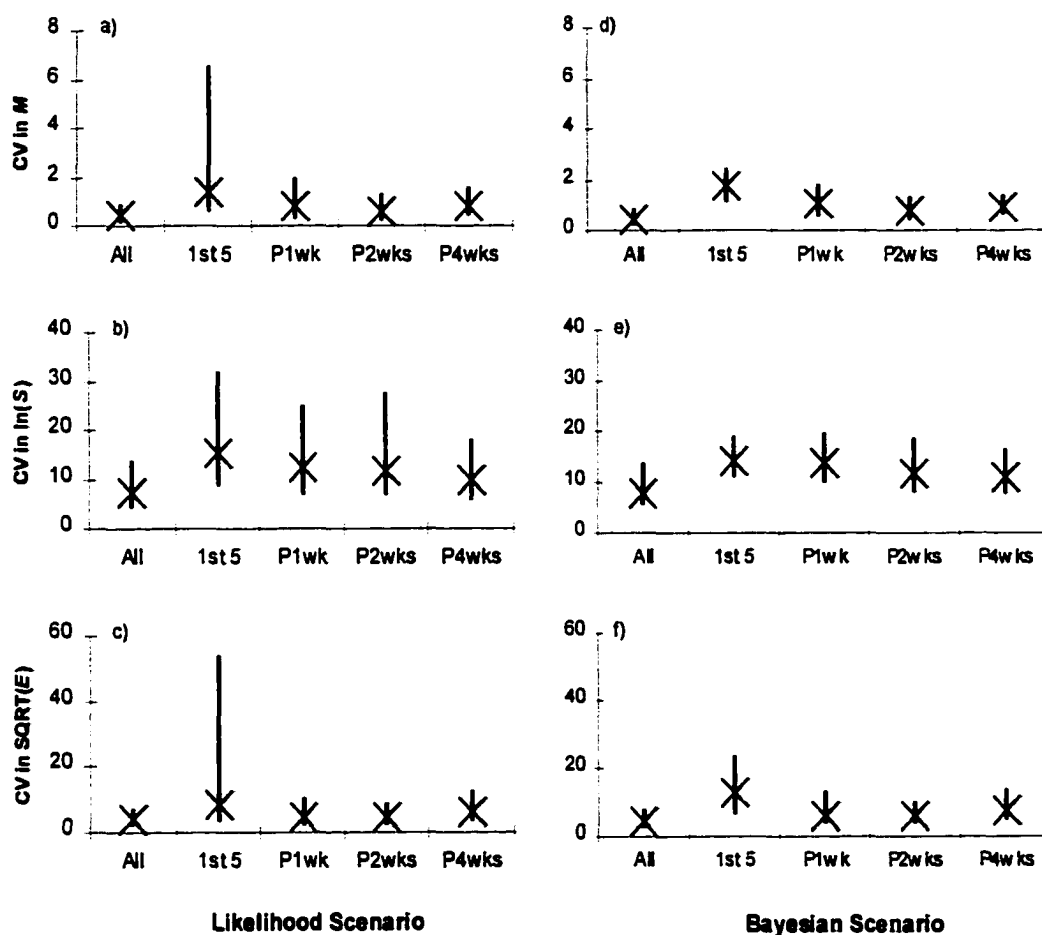 a)
8
6
4
2
0
CV in M
All 1st 5 P1wk P2wks P4wks
d)
8
6
4
2
0
All 1st 5 P1wk P2wks P4wks
b)
40
30
20
10
0
CV in ln(S)
All 1st 5 P1wk P2wks P4wks
e)
40
30
20
10
0
All 1st 5 P1wk P2wks P4wks
c)
60
40
20
0
CV in SQRT(E)
All 1st 5 P1wk P2wks P4wks
f)
60
40
20
0
All 1st 5 P1wk P2wks P4wks
Likelihood Scenario
Bayesian Scenario